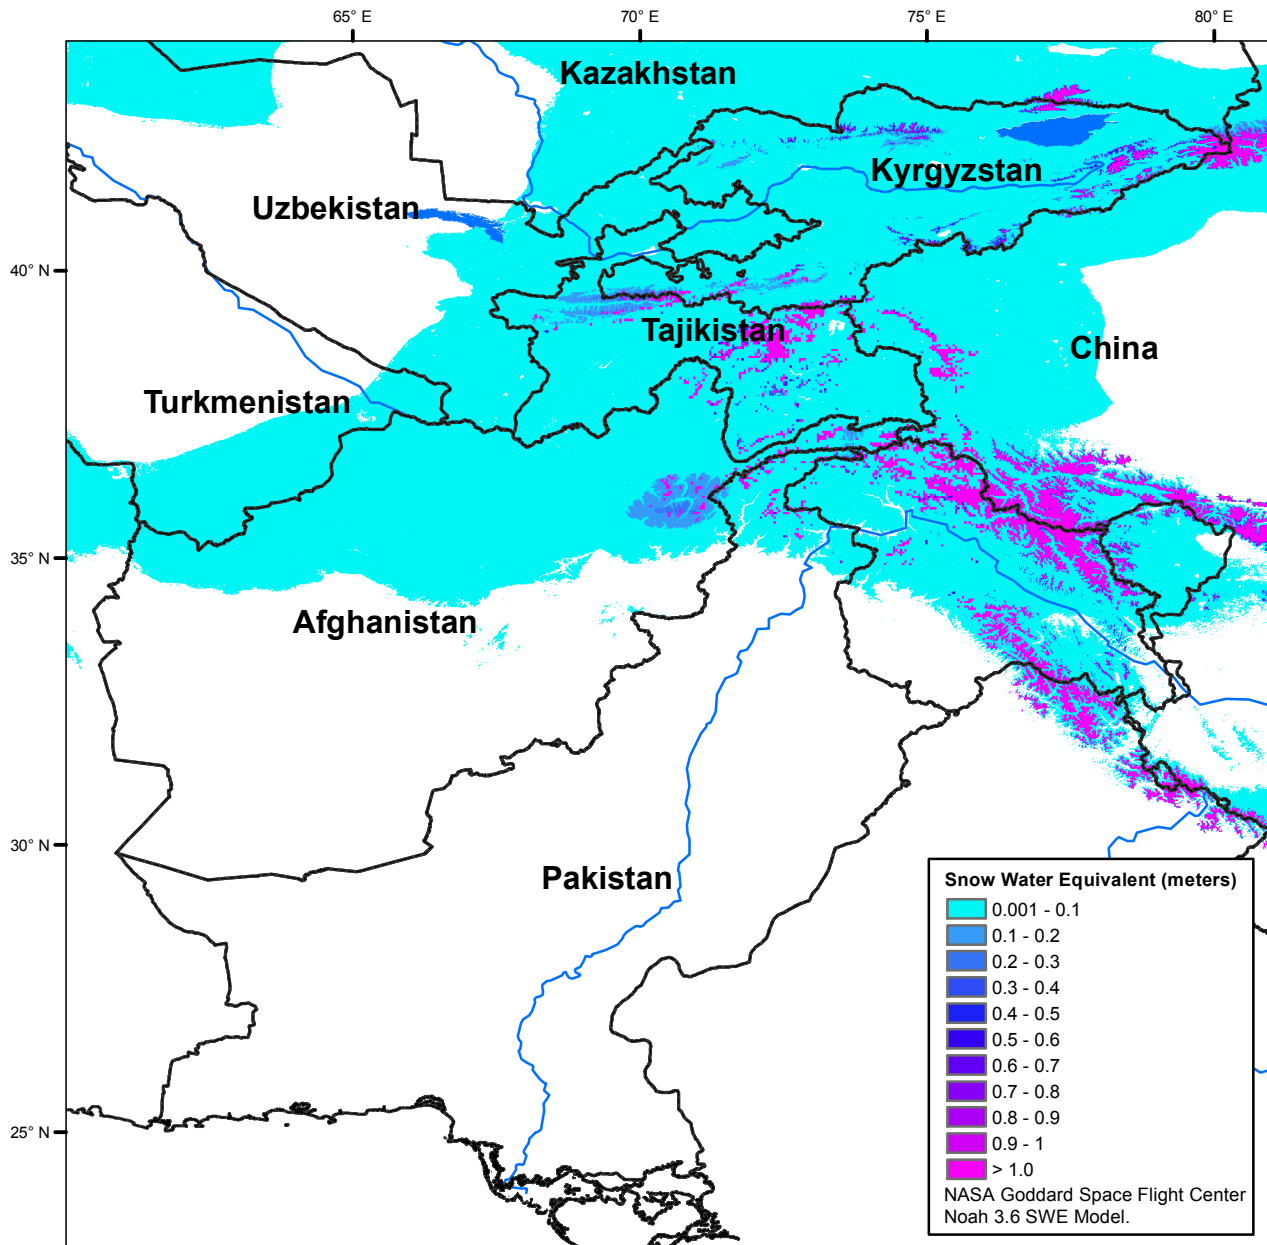 65° E
70° E
75° E
80° E
Kazakhstan
Kyrgyzstan
Uzbekistan
40° N
Tajikistan
China
Turkmenistan
35° N
Afghanistan
30° N
Pakistan
25° N
Snow Water Equivalent (meters)
0.001 - 0.1
0.1 - 0.2
0.2 - 0.3
0.3 - 0.4
0.4 - 0.5
0.5 - 0.6
0.6 - 0.7
0.7 - 0.8
0.8 - 0.9
0.9 - 1
> 1.0
NASA Goddard Space Flight Center
Noah 3.6 SWE Model.